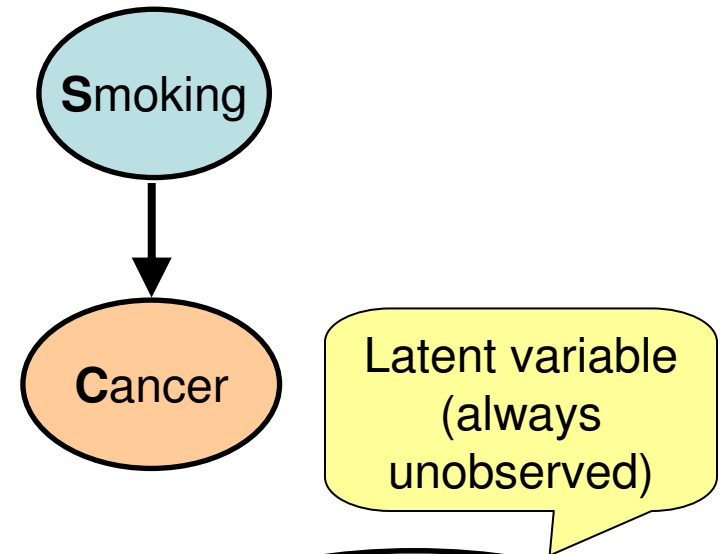 Smoking
Cancer
Latent variable
(always
unobserved)